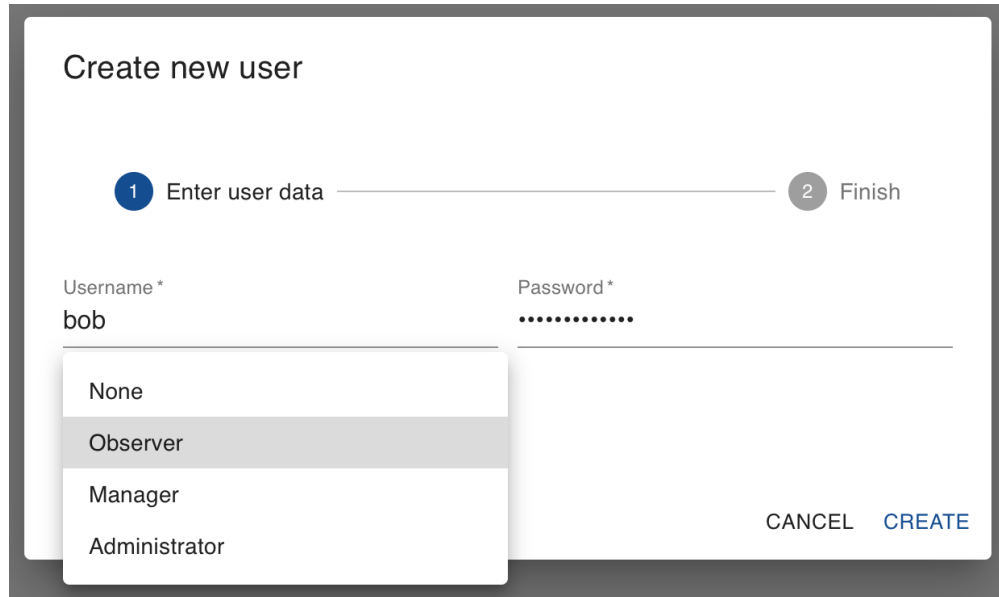 Create new user
1 Enter user data 2 Finish
Username * Password *
bob •••••••••••••
None
Observer
Manager
Administrator
CANCEL CREATE